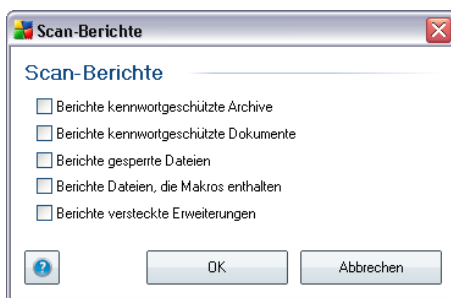 Scan-Berichte
Scan-Berichte
Berichte kennwortgeschützte Archive
Berichte kennwortgeschützte Dokumente
Berichte gesperrte Dateien
Berichte Dateien, die Makros enthalten
Berichte versteckte Erweiterungen
?
OK
Abbrechen